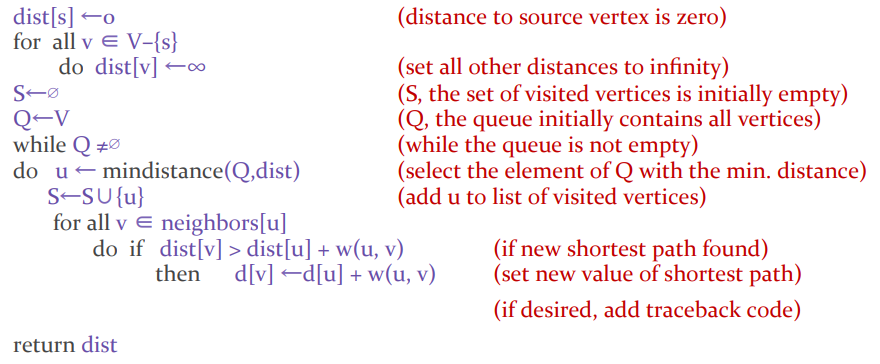 dist[s] ←o (distance to source vertex is zero)
for all v ∈ V–{s}
do dist[v] ←∞ (set all other distances to infinity)
S←∅ (S, the set of visited vertices is initially empty)
Q←V (Q, the queue initially contains all vertices)
while Q ≠∅ (while the queue is not empty)
do u ← mindistance(Q,dist) (select the element of Q with the min. distance)
S←S∪{u} (add u to list of visited vertices)
for all v ∈ neighbors[u]
do if dist[v] > dist[u] + w(u, v) (if new shortest path found)
then d[v] ←d[u] + w(u, v) (set new value of shortest path)
(if desired, add traceback code)
return dist